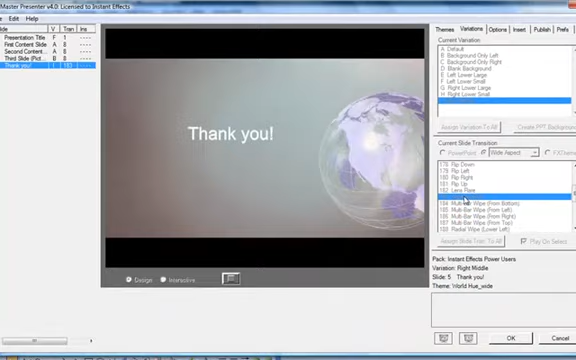 Master Presenter v4.0: Licensed to Instant Effects
Edit Help
Slide V Tran Ins
Presentation Title F 1 ----
First Content Slide A 8 ----
Second Content... A 8 ----
Third Slide (Pict... B 8 ----
Thank you! I 183 ----
Thank you!
Design Interactive
Themes Variations Options Insert Publish Prefs
Current Variation
A Default
B Background Only Left
C Background Only Right
D Blank Background
E Left Lower Large
F Left Lower Small
G Right Lower Large
H Right Lower Small
Assign Variation To All
Create PPT Background
Current Slide Transition
PowerPoint Wide Aspect
178 Flip Down
179 Flip Left
180 Flip Right
181 Flip Up
182 Lens Flare
184 Multi-Bar Wipe (From Bottom)
185 Multi-Bar Wipe (From Left)
186 Multi-Bar Wipe (From Right)
187 Multi-Bar Wipe (From Top)
188 Radial Wipe (Lower Left)
Assign Slide Tran. To All
Play On Select
Pack: Instant Effects Power Users
Variation: Right Middle
Slide: 5 Thank you!
Theme: World Hue_wide
OK
Cancel